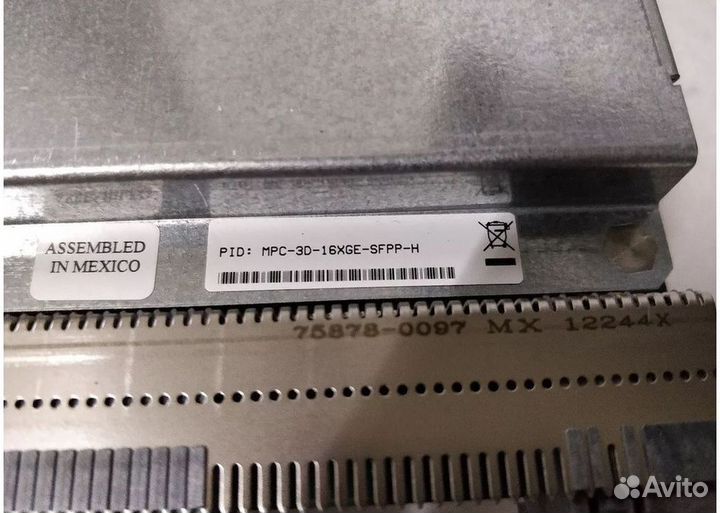 ASSEMBLED
IN MEXICO
PID: MPC-3D-16XGE-SFPP-H
75878-0097 MX 12244X
Avito